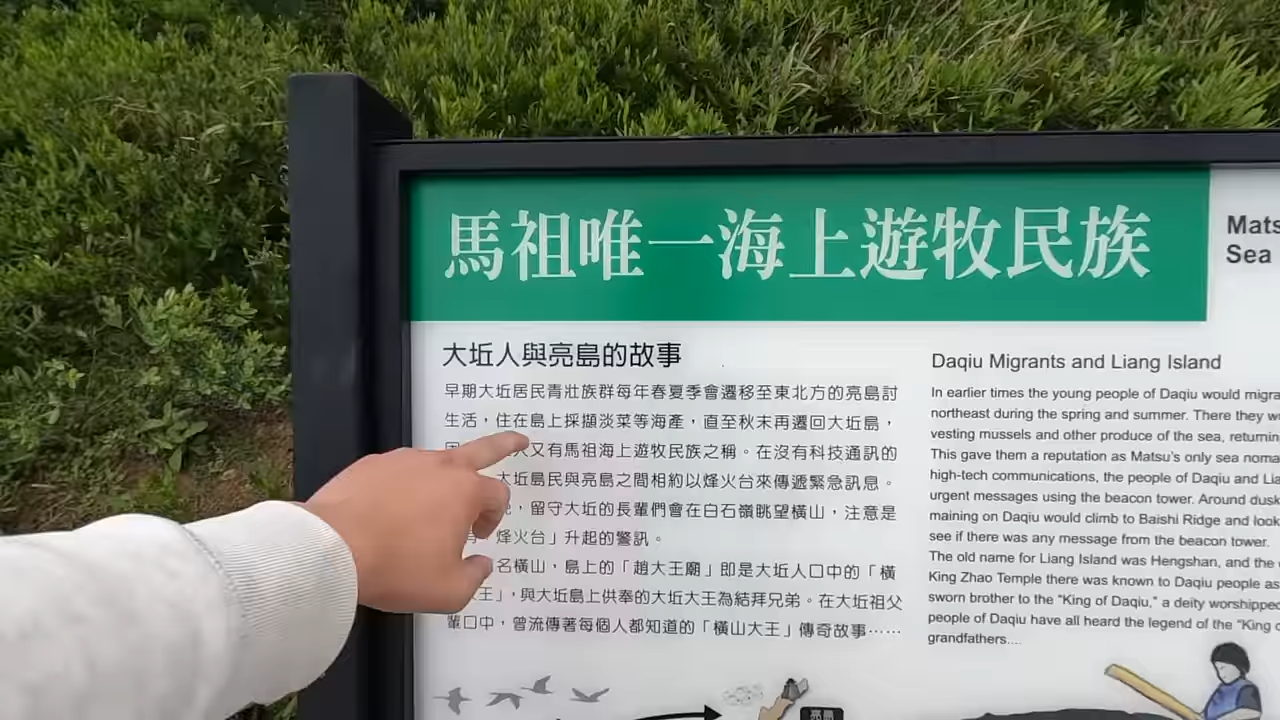 馬祖唯一海上遊牧民族
Mats
Sea
大坵人與亮島的故事
早期大坵居民青壯族群每年春夏季會遷移至東北方的亮島討
生活，住在島上採擷淡菜等海產，直至秋末再遷回大坵島，
又有馬祖海上遊牧民族之稱。在沒有科技通訊的
大坵島民與亮島之間相約以烽火台來傳遞緊急訊息。
，留守大坵的長輩們會在白石嶺眺望橫山，注意是
烽火台」升起的警訊。
名橫山，島上的「趙大王廟」即是大坵人口中的「橫
王」，與大坵島上供奉的大坵大王為結拜兄弟。在大坵祖父
輩口中，曾流傳著每個人都知道的「橫山大王」傳奇故事……
Daqiu Migrants and Liang Island
In earlier times the young people of Daqiu would migra
northeast during the spring and summer. There they we
vesting mussels and other produce of the sea, returnin
This gave them a reputation as Matsu's only sea noma
high-tech communications, the people of Daqiu and Lia
urgent messages using the beacon tower. Around dusk
maining on Daqiu would climb to Baishi Ridge and look
see if there was any message from the beacon tower.
The old name for Liang Island was Hengshan, and the
King Zhao Temple there was known to Daqiu people as
sworn brother to the "King of Daqiu," a deity worshipped
people of Daqiu have all heard the legend of the "King o
grandfathers....
亮島